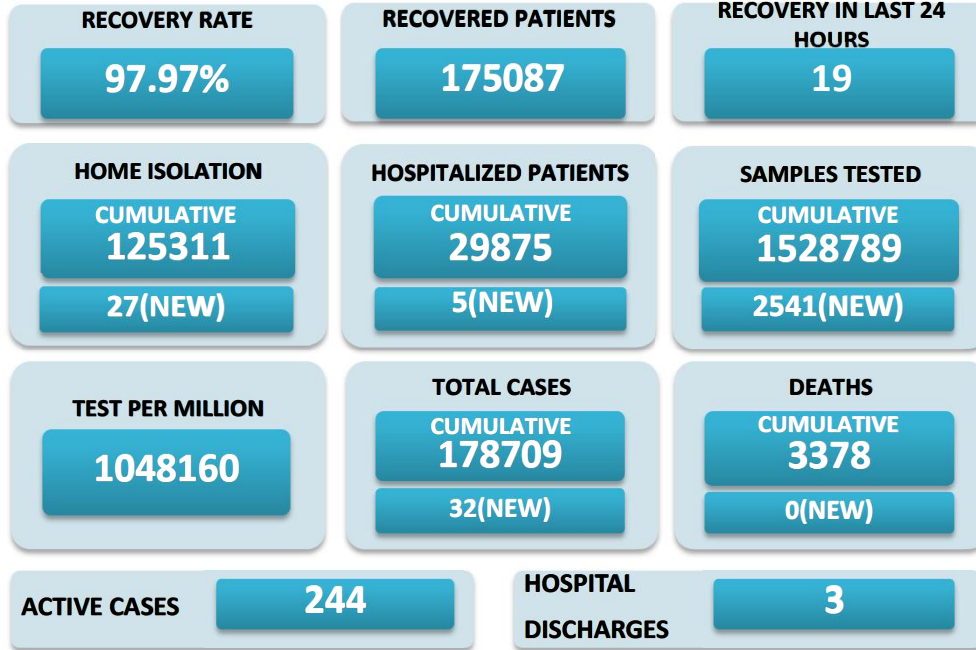 RECOVERY RATE
97.97%
RECOVERED PATIENTS
175087
RECOVERY IN LAST 24
HOURS
19
HOME ISOLATION
CUMULATIVE
125311
27(NEW)
HOSPITALIZED PATIENTS
CUMULATIVE
29875
5(NEW)
SAMPLES TESTED
CUMULATIVE
1528789
2541(NEW)
TEST PER MILLION
1048160
TOTAL CASES
CUMULATIVE
178709
32(NEW)
DEATHS
CUMULATIVE
3378
0(NEW)
ACTIVE CASES
244
HOSPITAL
DISCHARGES
3